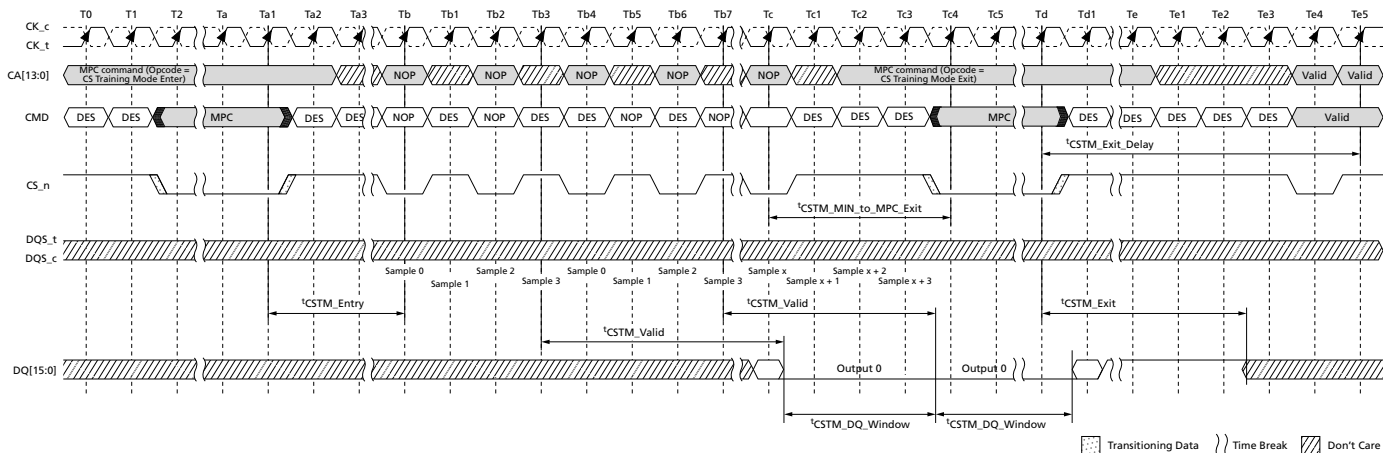 T0 T1 T2 Ta Ta1 Ta2 Ta3 Tb Tb1 Tb2 Tb3 Tb4 Tb5 Tb6 Tb7 Tc Tc1 Tc2 Tc3 Tc4 Tc5 Td Td1 Te Te1 Te2 Te3 Te4 Te5
CK_c
CK_t
CA[13:0]
MPC command (Opcode =
CS Training Mode Enter)
NOP NOP NOP NOP NOP
MPC command (Opcode =
CS Training Mode Exit)
Valid Valid
CMD DES DES MPC DES DES NOP DES NOP DES DES DES DES NOP DES DES DES MPC DES DES DES DES DES Valid
tCSTM_Exit_Delay
CS_n
tCSTM_MIN_to_MPC_Exit
DQS_t
DQS_c
Sample 0 Sample 2 Sample 0 Sample 2 Sample x Sample x + 2
Sample 1 Sample 3 Sample 1 Sample 3 Sample x + 1 Sample x + 3
tCSTM_Entry tCSTM_Valid tCSTM_Exit
tCSTM_Valid
DQ[15:0] Output 0 Output 0
tCSTM_DQ_Window tCSTM_DQ_Window
Transitioning Data Time Break Don't Care